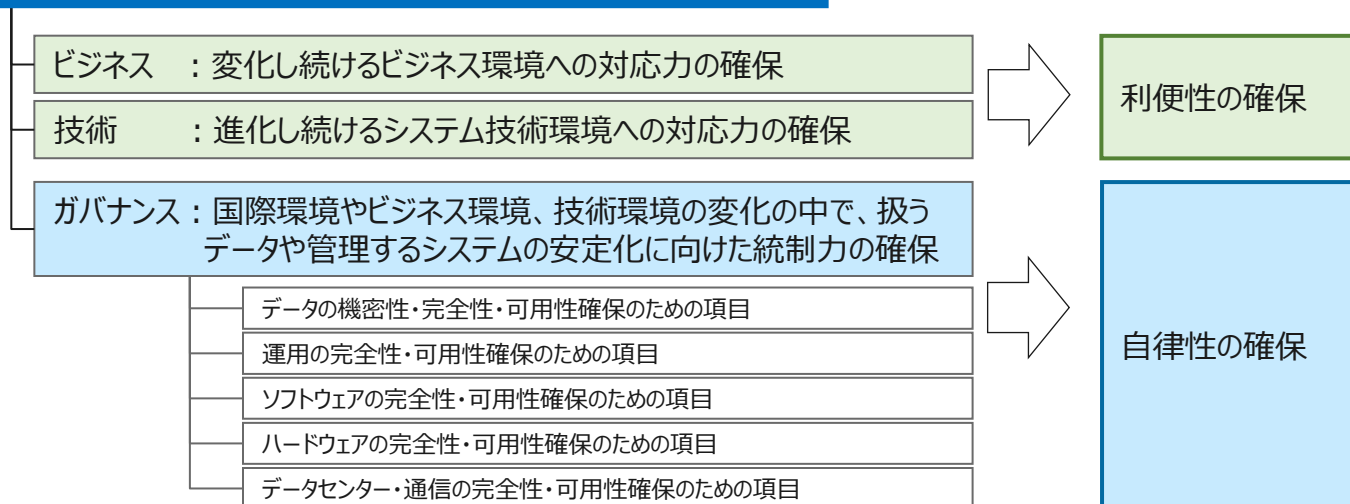 ビジネス ：変化し続けるビジネス環境への対応力の確保
技術 ：進化し続けるシステム技術環境への対応力の確保
利便性の確保
ガバナンス：国際環境やビジネス環境、技術環境の変化の中で、扱う
データや管理するシステムの安定化に向けた統制力の確保
データの機密性・完全性・可用性確保のための項目
運用の完全性・可用性確保のための項目
ソフトウェアの完全性・可用性確保のための項目
ハードウェアの完全性・可用性確保のための項目
データセンター・通信の完全性・可用性確保のための項目
自律性の確保